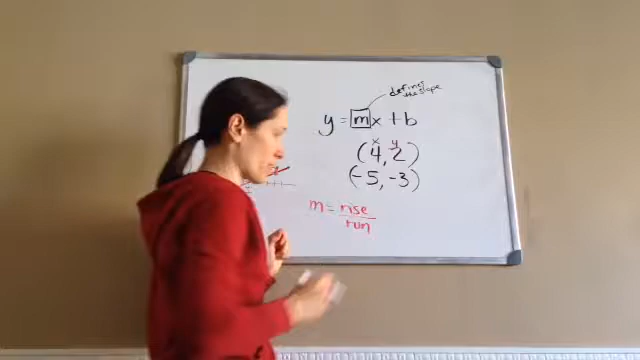 defines
the slope
y = mx + b
x y
(4, 2)
(-5, -3)
m = rise
run